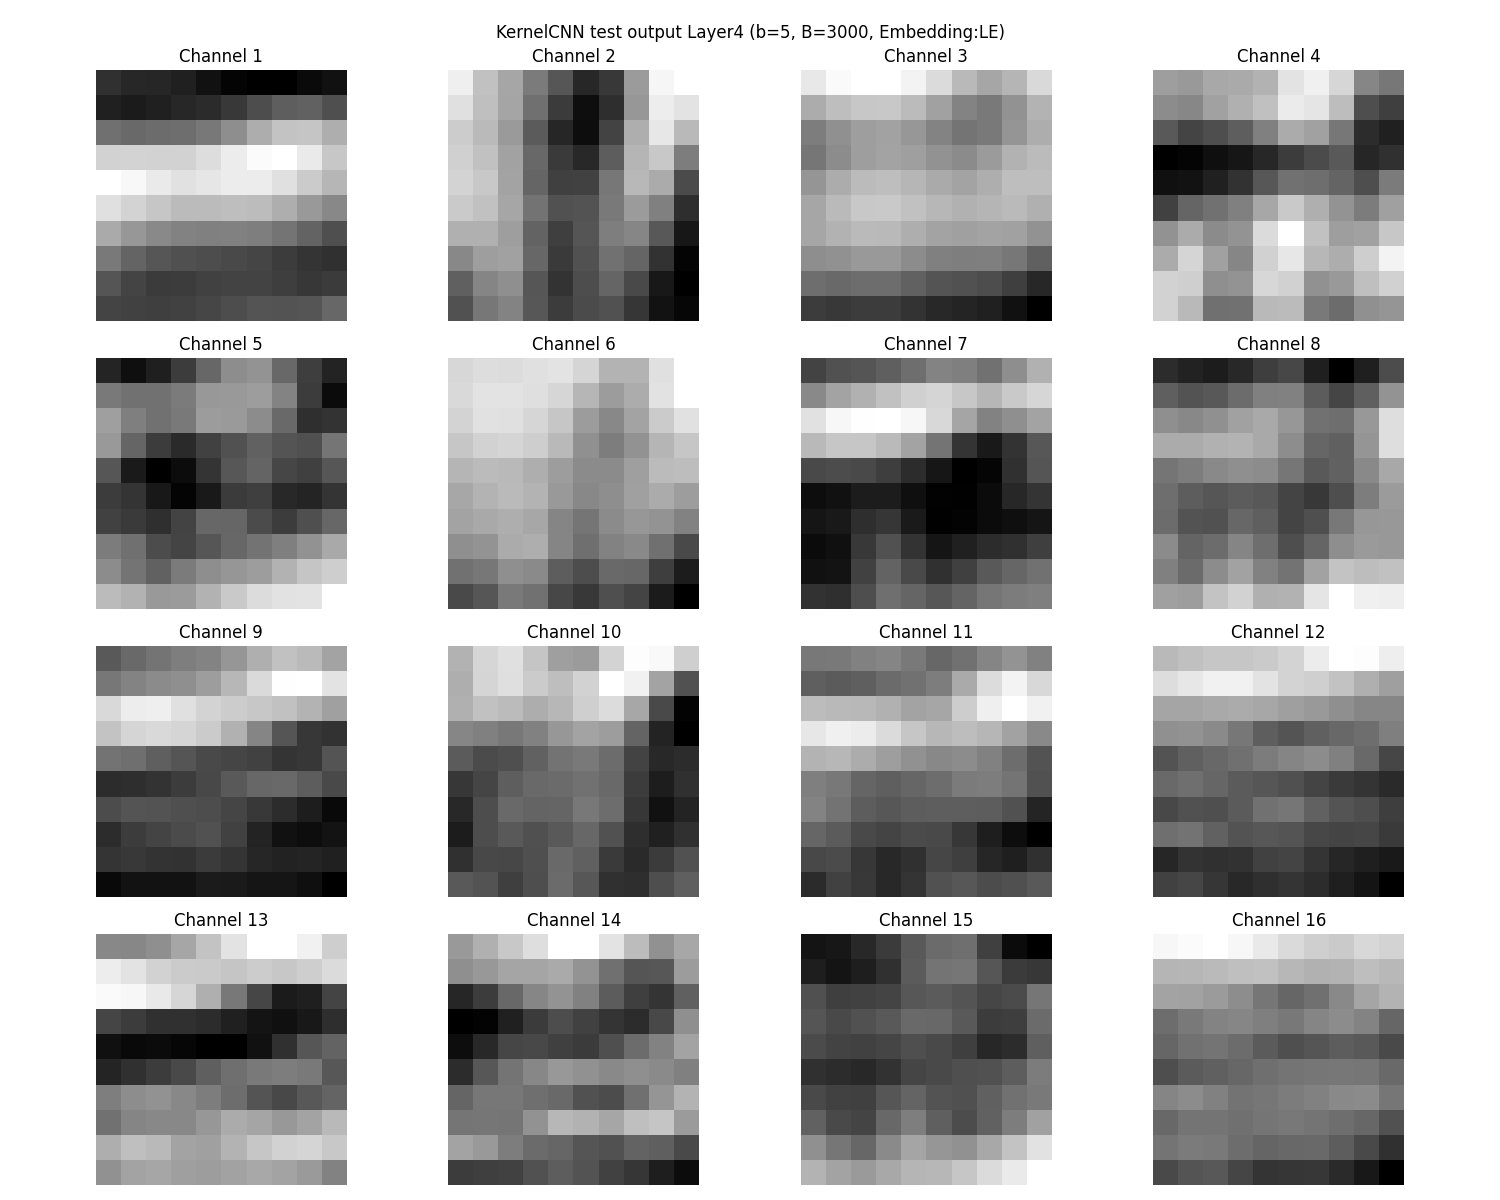 KernelCNN test output Layer4 (b=5, B=3000, Embedding:LE)
Channel 1
Channel 2
Channel 3
Channel 4
Channel 5
Channel 6
Channel 7
Channel 8
Channel 9
Channel 10
Channel 11
Channel 12
Channel 13
Channel 14
Channel 15
Channel 16